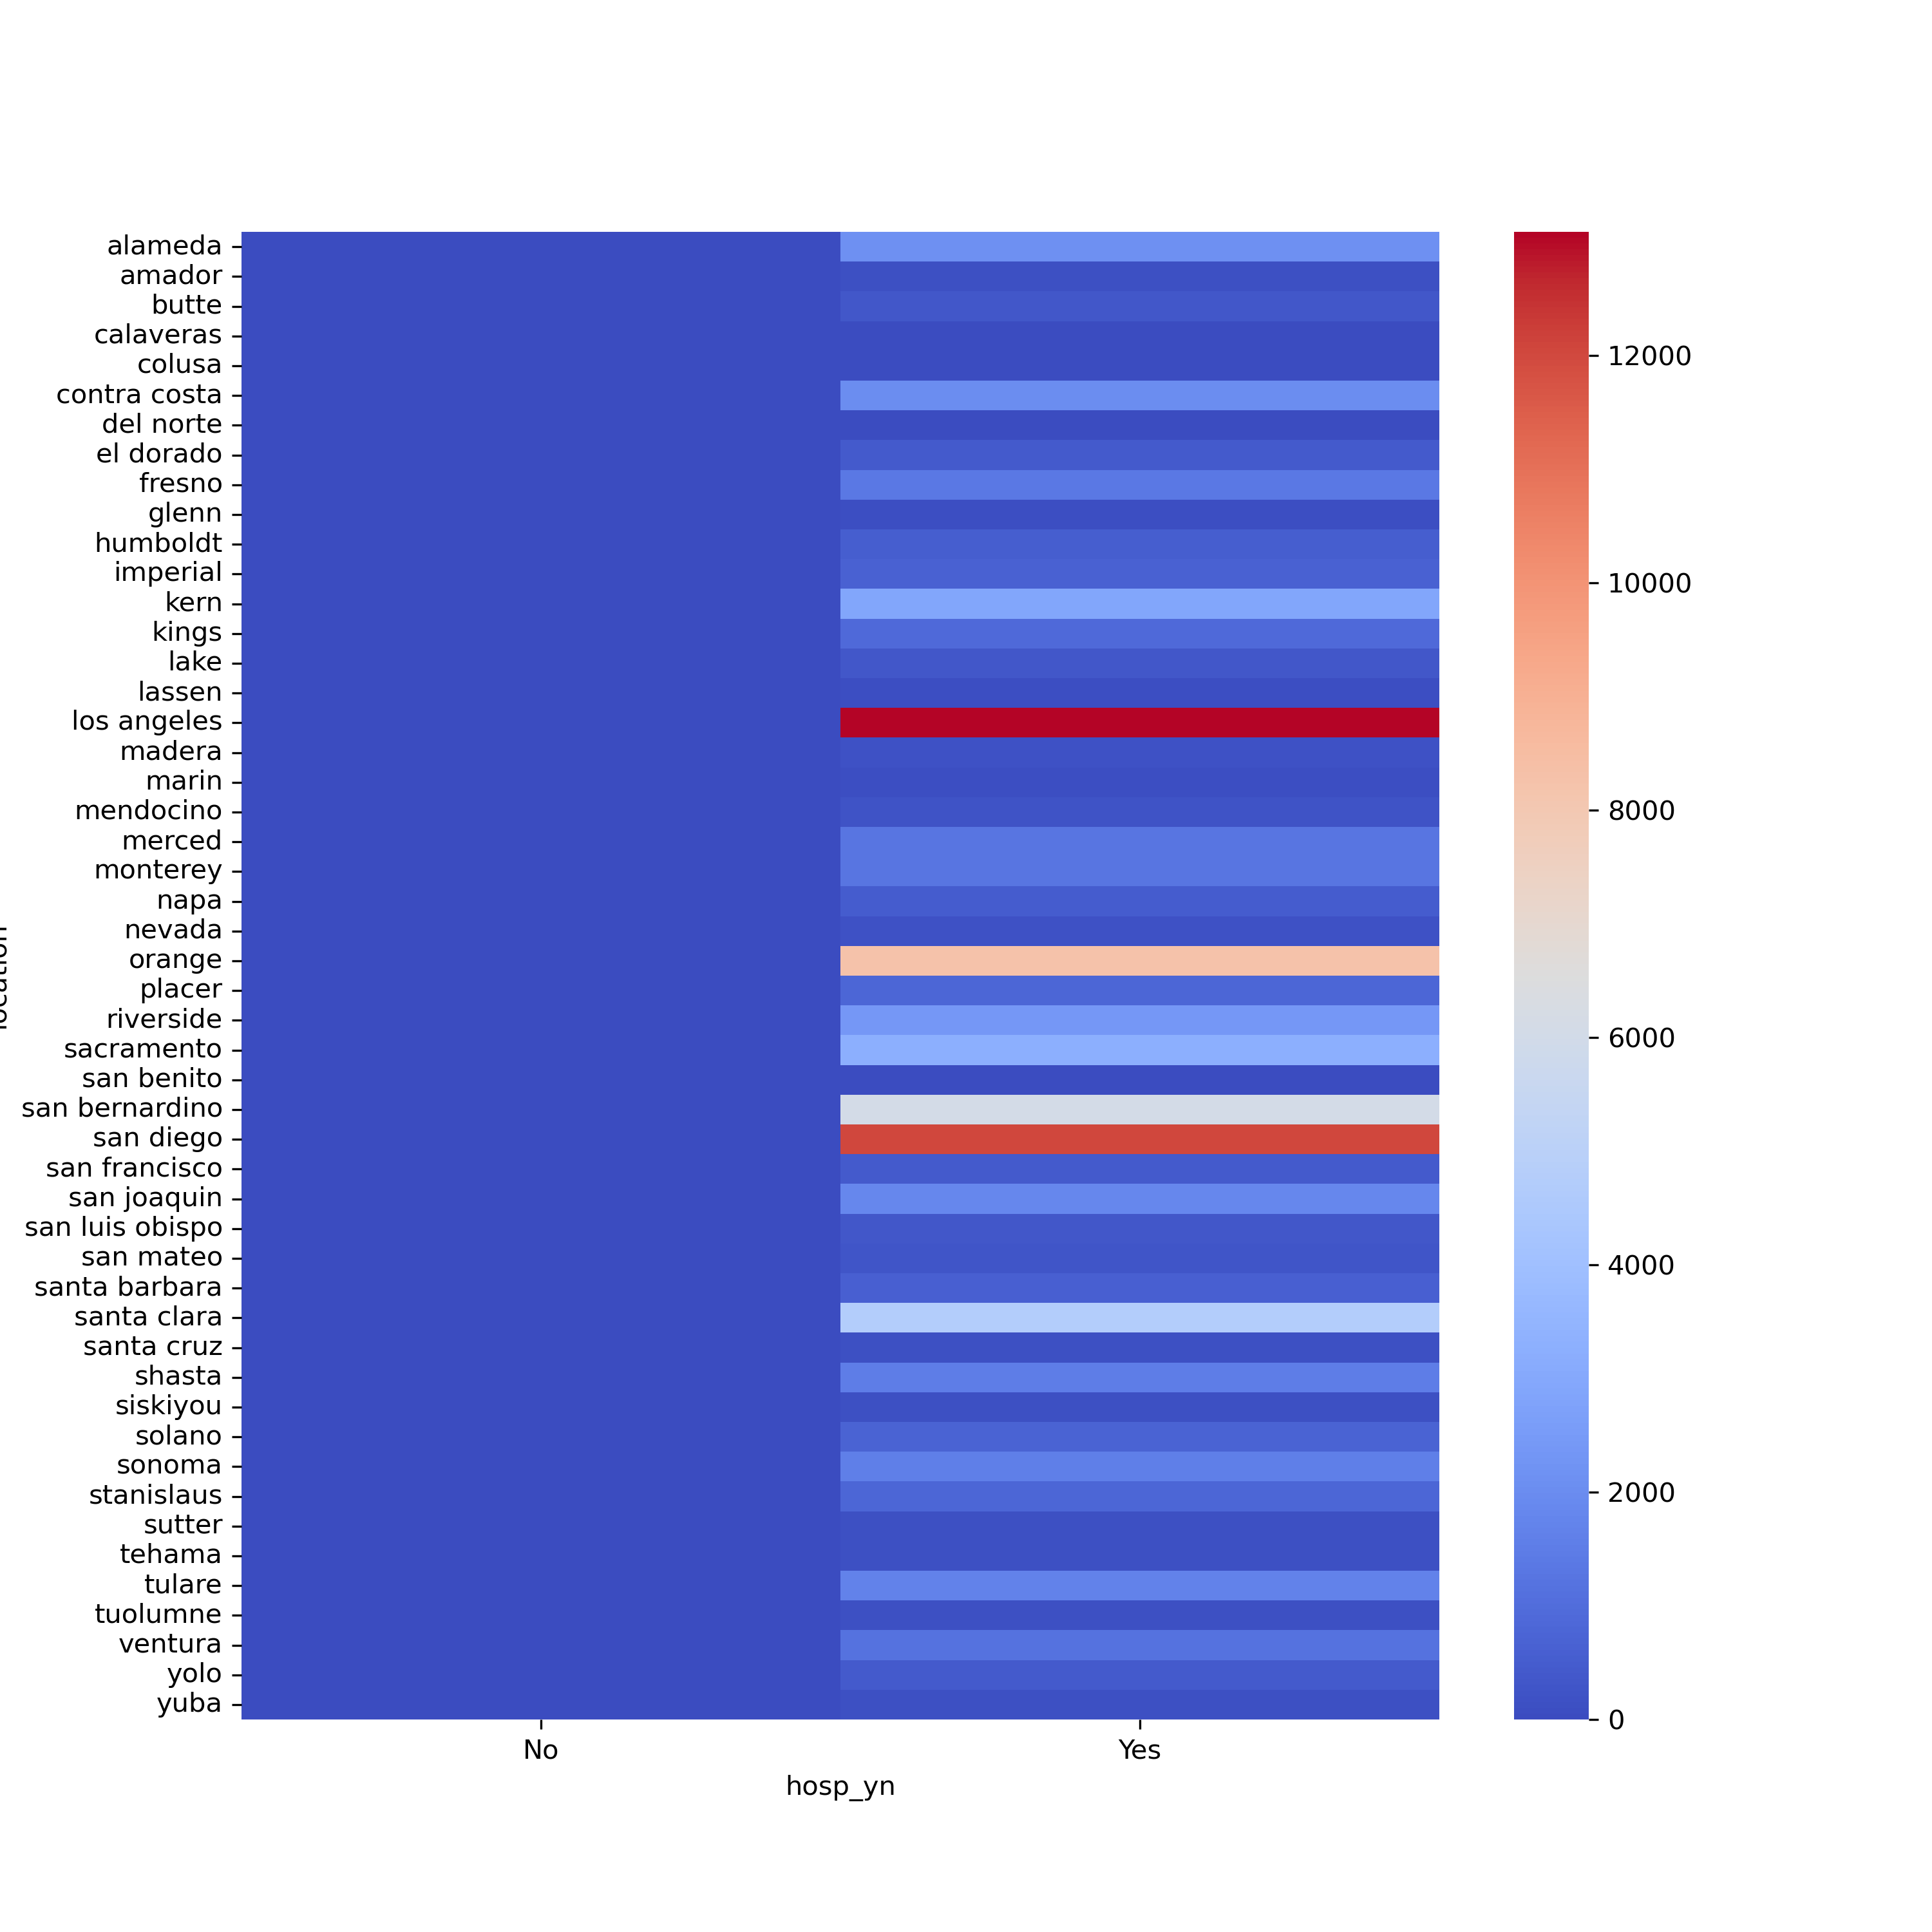 alameda
amador
butte
calaveras
colusa
contra costa
del norte
el dorado
fresno
glenn
humboldt
imperial
kern
kings
lake
lassen
los angeles
madera
marin
mendocino
merced
monterey
napa
nevada
orange
placer
riverside
sacramento
san benito
san bernardino
san diego
san francisco
san joaquin
san luis obispo
san mateo
santa barbara
santa clara
santa cruz
shasta
siskiyou
solano
sonoma
stanislaus
sutter
tehama
tulare
tuolumne
ventura
yolo
yuba
No Yes
hosp_yn
12000
10000
8000
6000
4000
2000
0